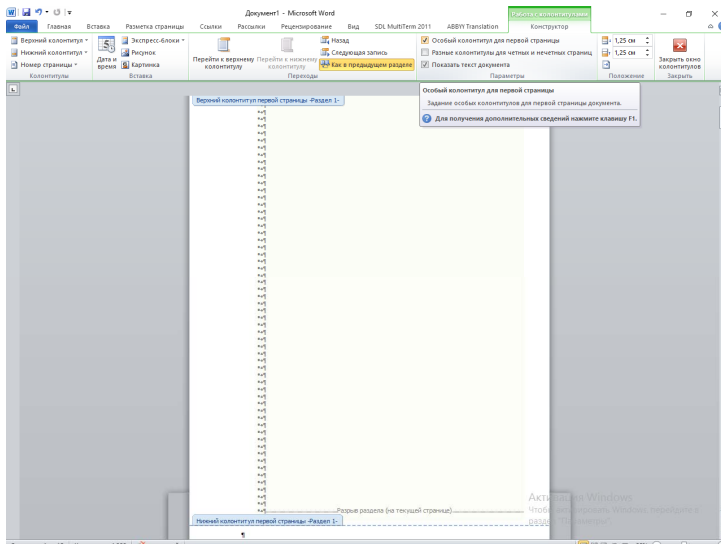 Документ1 - Microsoft Word
Работа с колонтитулами
Файл Главная Вставка Разметка страницы Ссылки Рассылки Рецензирование Вид SDL MultiTerm 2011 ABBYY Translation Конструктор
Верхний колонтитул
Нижний колонтитул
Номер страницы
Колонтитулы
Дата и время
Экспресс-блоки
Рисунок
Картинка
Вставка
Перейти к верхнему колонтитулу
Перейти к нижнему колонтитулу
Назад
Следующая запись
Как в предыдущем разделе
Переходы
Особый колонтитул для первой страницы
Разные колонтитулы для четных и нечетных страниц
Показать текст документа
Параметры
1,25 см
1,25 см
Положение
Закрыть окно колонтитулов
Закрыть
Особый колонтитул для первой страницы
Задание особых колонтитулов для первой страницы документа.
Для получения дополнительных сведений нажмите клавишу F1.
Верхний колонтитул первой страницы -Раздел 1-
Разрыв раздела (на текущей странице)
Нижний колонтитул первой страницы -Раздел 1-